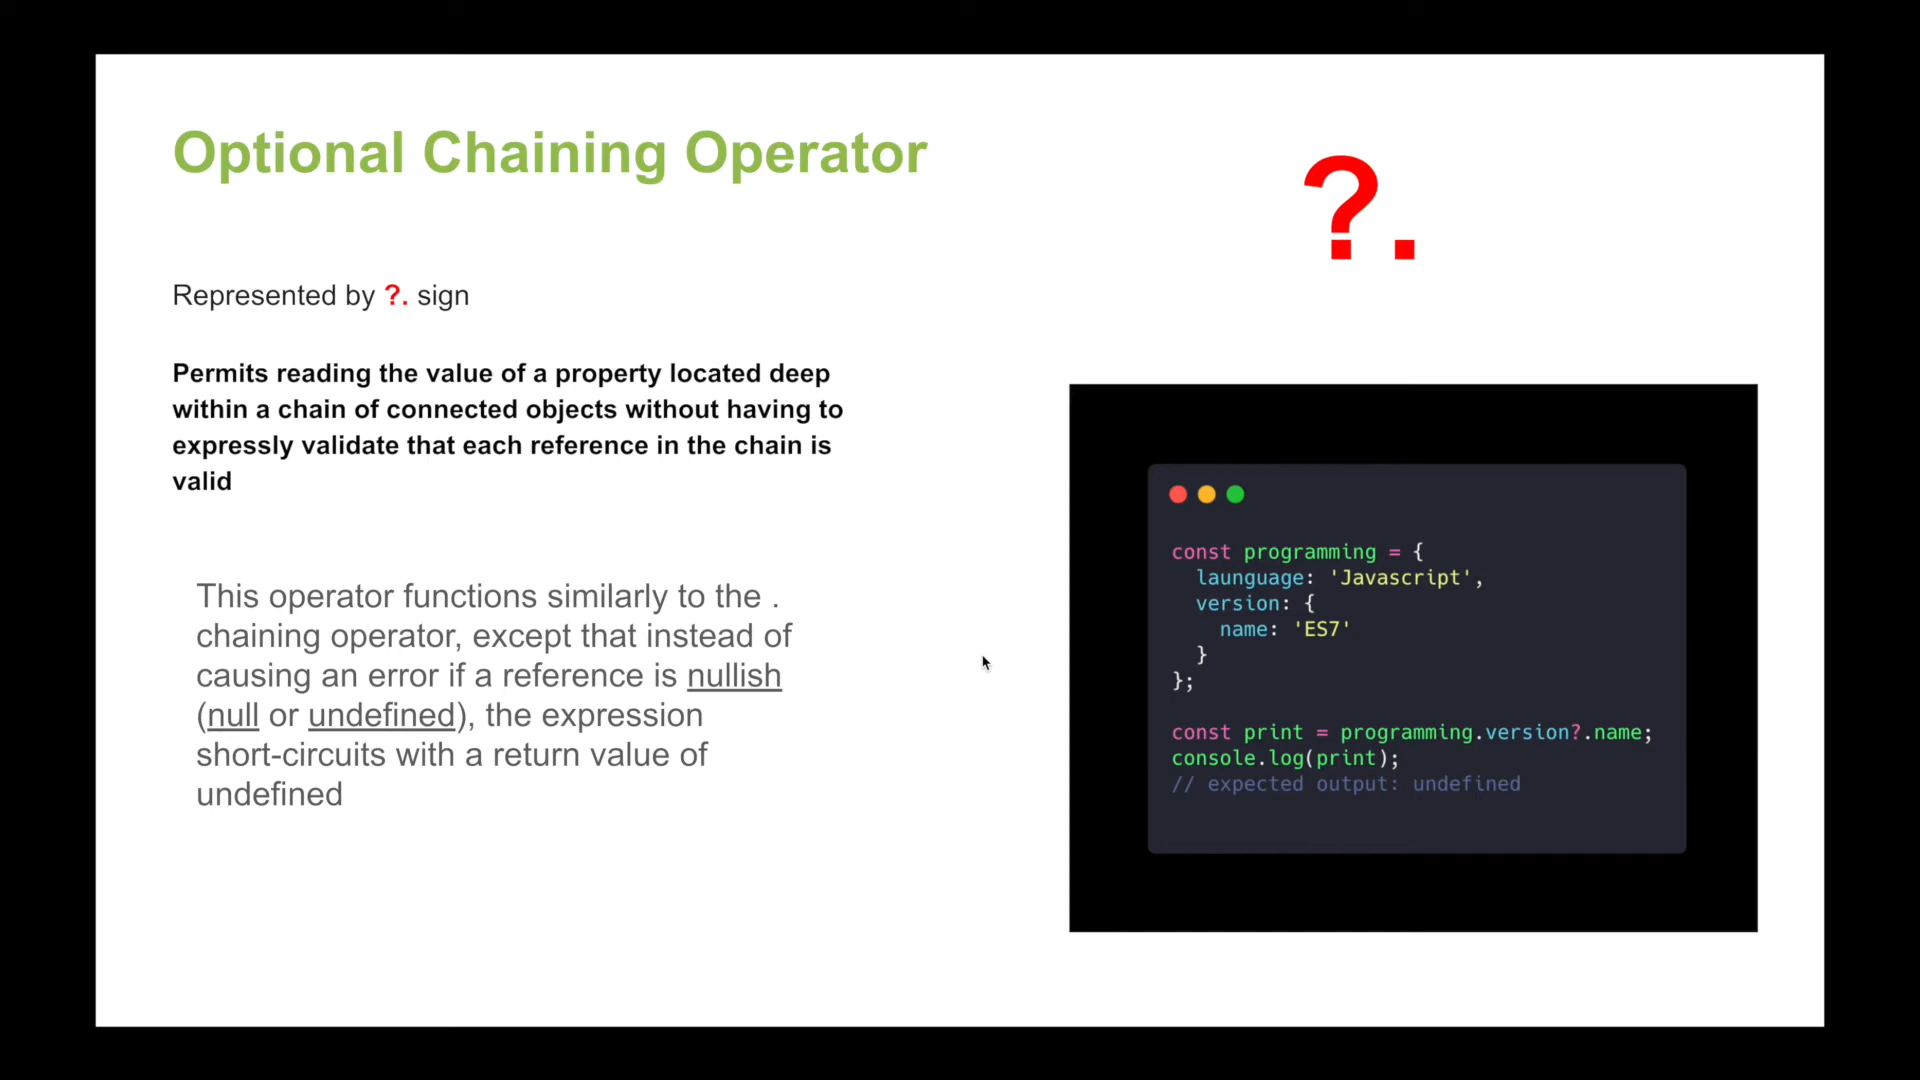 Optional Chaining Operator
?.
Represented by ?. sign
Permits reading the value of a property located deep
within a chain of connected objects without having to
expressly validate that each reference in the chain is
valid
This operator functions similarly to the .
chaining operator, except that instead of
causing an error if a reference is nullish
(null or undefined), the expression
short-circuits with a return value of
undefined
const programming = {
  launguage: 'Javascript',
  version: {
    name: 'ES7'
  }
};
const print = programming.version?.name;
console.log(print);
// expected output: undefined